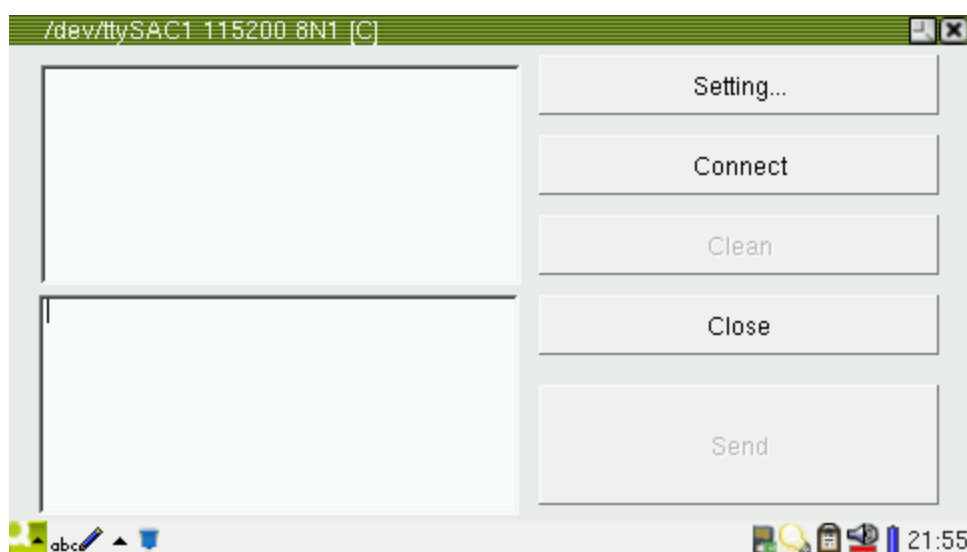 /dev/ttySAC1 115200 8N1 [C]
Setting...
Connect
Clean
Close
Send
abc
21:55